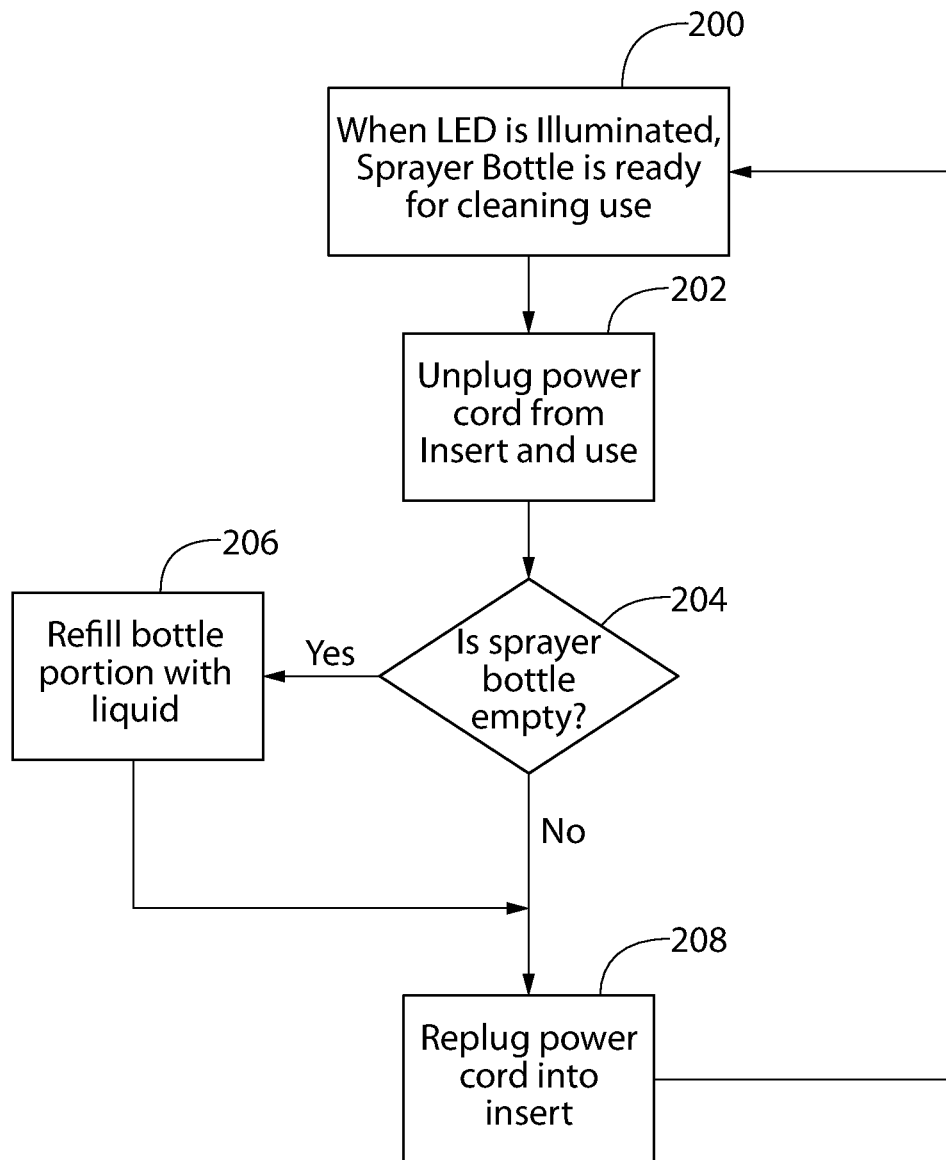 200
When LED is Illuminated,
Sprayer Bottle is ready
for cleaning use
202
Unplug power
cord from
Insert and use
206
204
Refill bottle
portion with
liquid
Yes
Is sprayer
bottle
empty?
No
208
Replug power
cord into
insert